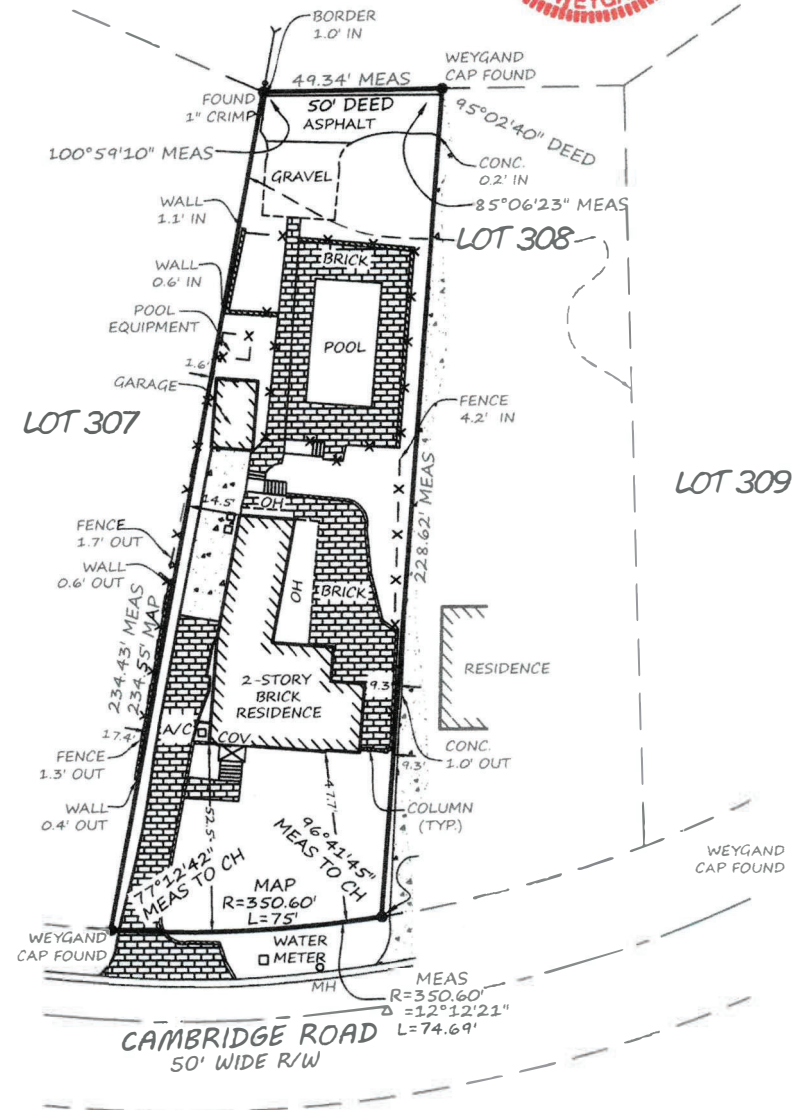 WEYGAND
BORDER
1.0' IN
WEYGAND
CAP FOUND
49.34' MEAS
FOUND
1" CRIMP
50' DEED
ASPHALT
95°02'40" DEED
100°59'10" MEAS
GRAVEL
CONC.
0.2' IN
85°06'23" MEAS
WALL
1.1' IN
LOT 308
BRICK
WALL
0.6' IN
POOL
EQUIPMENT
POOL
1.6'
GARAGE
FENCE
4.2' IN
LOT 307
LOT 309
228.62' MEAS
14.5'
OH
FENCE
1.7' OUT
WALL
0.6' OUT
OH
BRICK
234.43' MEAS
234.55' MAP
RESIDENCE
2-STORY
BRICK
RESIDENCE
9.3'
17.4'
A/C
COV.
CONC.
1.0' OUT
FENCE
1.3' OUT
9.3'
WALL
0.4' OUT
52.5'
47.7'
COLUMN
(TYP.)
96°41'45"
MEAS TO CH
77°12'42"
MEAS TO CH
WEYGAND
CAP FOUND
MAP
R=350.60'
L=75'
WEYGAND
CAP FOUND
WATER
METER
MH
MEAS
R=350.60'
Δ =12°12'21"
L=74.69'
CAMBRIDGE ROAD
50' WIDE R/W